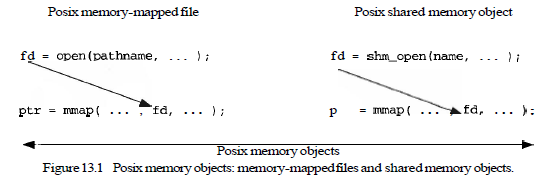 Posix memory-mapped file
Posix shared memory object
fd = open(pathname, ... );
fd = shm_open(name, ... );
ptr = mmap( ... , fd, ... );
p = mmap( ... fd, ... ):
Posix memory objects
Figure 13.1 Posix memory objects: memory-mapped files and shared memory objects.